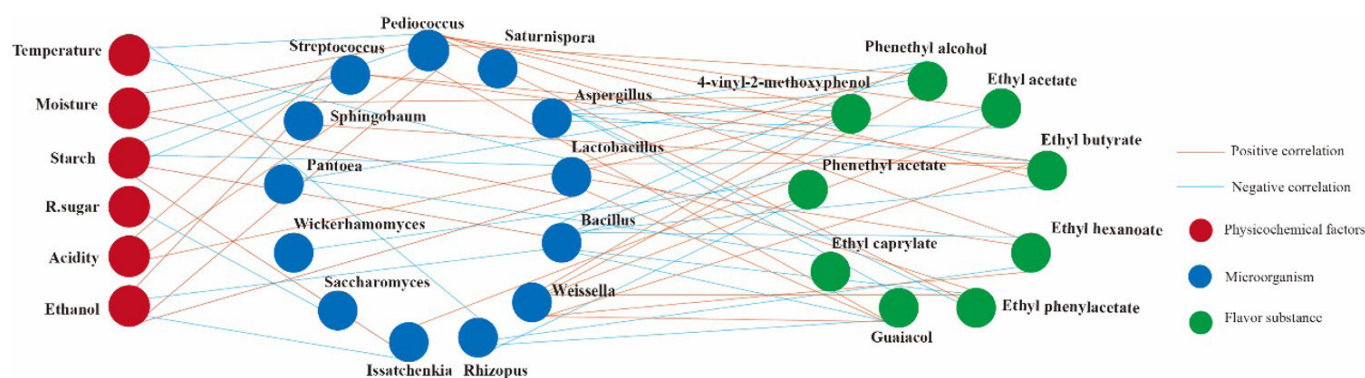 Temperature
Moisture
Starch
R.sugar
Acidity
Ethanol
Pediococcus
Streptococcus
Saturnispora
Sphingobaum
Aspergillus
Pantoea
Lactobacillus
Wickerhamomyces
Bacillus
Saccharomyces
Weissella
Issatchenkia
Rhizopus
Phenethyl alcohol
4-vinyl-2-methoxyphenol
Ethyl acetate
Ethyl butyrate
Phenethyl acetate
Ethyl hexanoate
Ethyl caprylate
Ethyl phenylacetate
Guaiacol
Positive correlation
Negative correlation
Physicochemical factors
Microorganism
Flavor substance